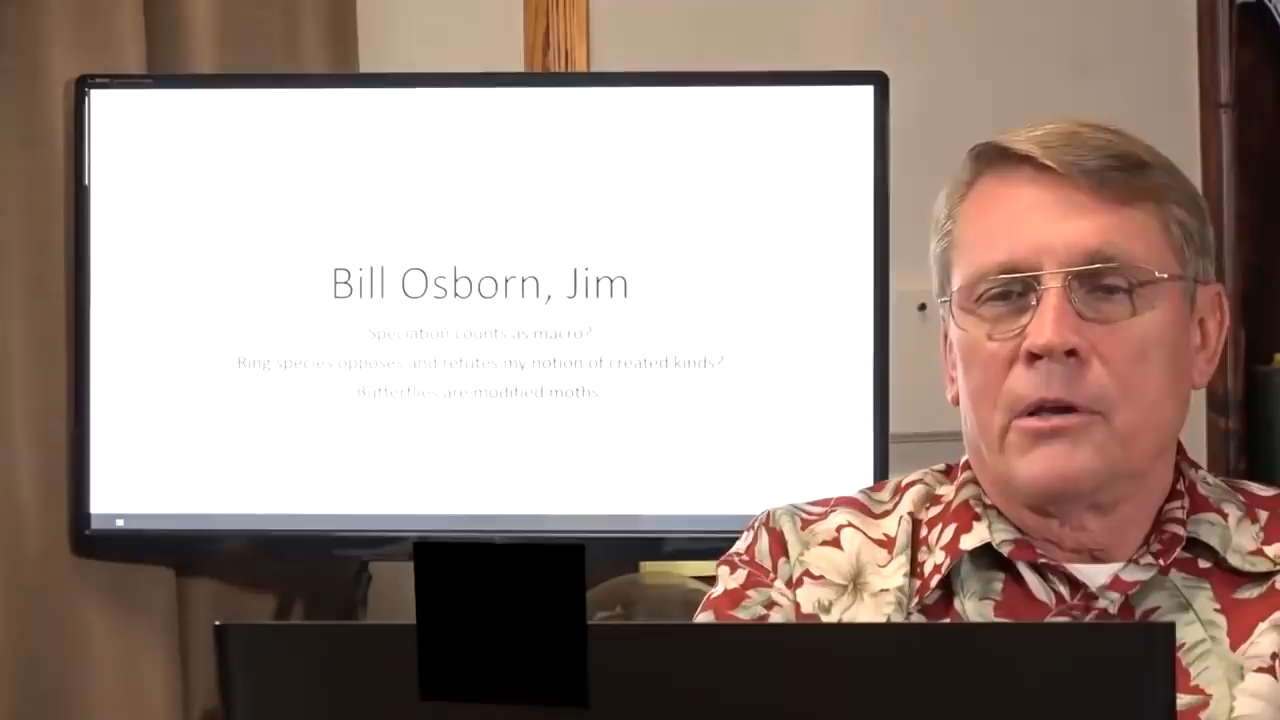 Bill Osborn, Jim
Speciation counts as macro?
Ring species opposes and refutes my notion of created kinds?
Butterflies are modified moths